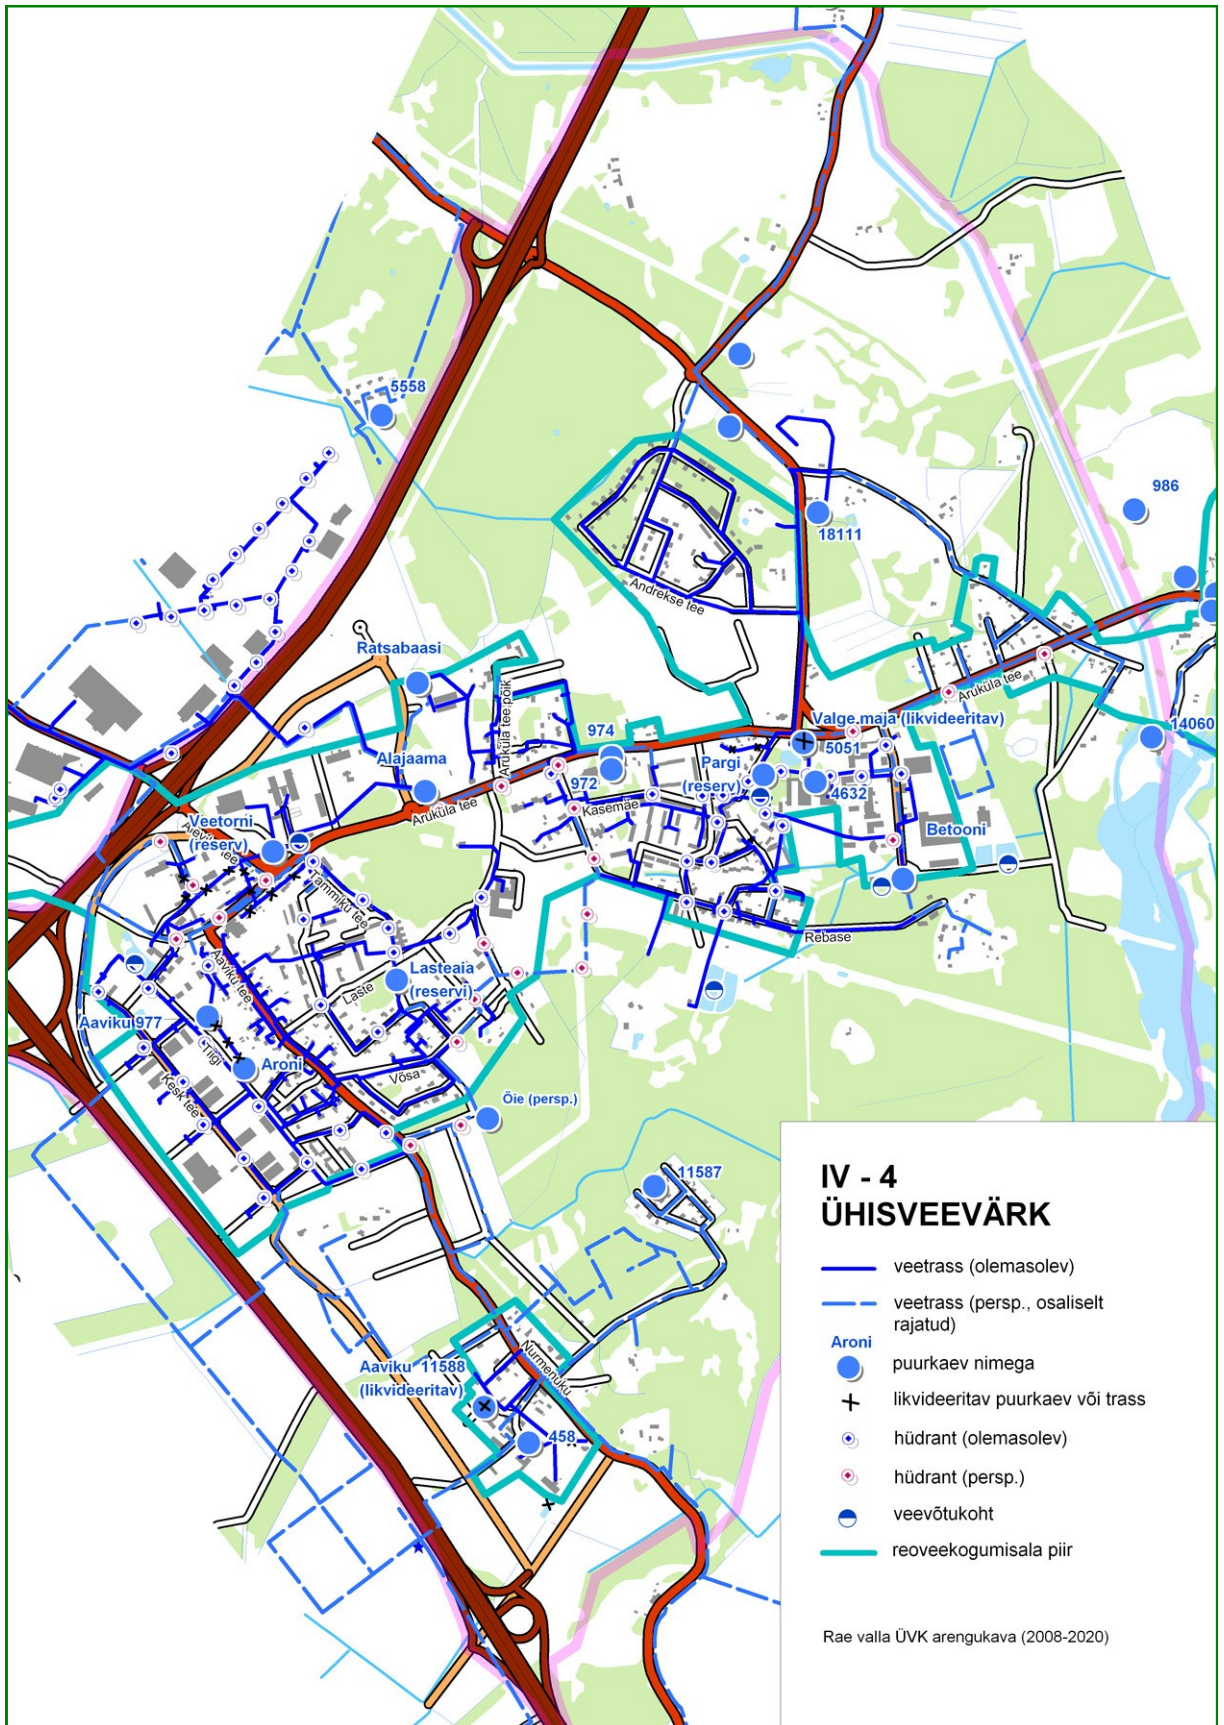 5558
986
18111
Andrekse tee
Ratsabaasi
Aruküla tee põik
Aruküla tee
Valge maja (likvideeritav)
14060
974
5051
Alajaama
972
Pargi
(reserv)
4632
Kasemäe
Aruküla tee
Veetorni
(reserv)
Betooni
Tammiku tee
Rebase
Aaviku tee
Lasteaia
(reservi)
Laste
Aaviku 977
Tiigi
Aroni
Kesk tee
Võsa
Õie (persp.)
11587
Nurmenuku
Aaviku 11588
(likvideeritav)
458
IV - 4
ÜHISVEEVÄRK
veetrass (olemasolev)
veetrass (persp., osaliselt
rajatud)
Aroni
puurkaev nimega
likvideeritav puurkaev või trass
hüdrant (olemasolev)
hüdrant (persp.)
veevõtukoht
reoveekogumisala piir
Rae valla ÜVK arengukava (2008-2020)